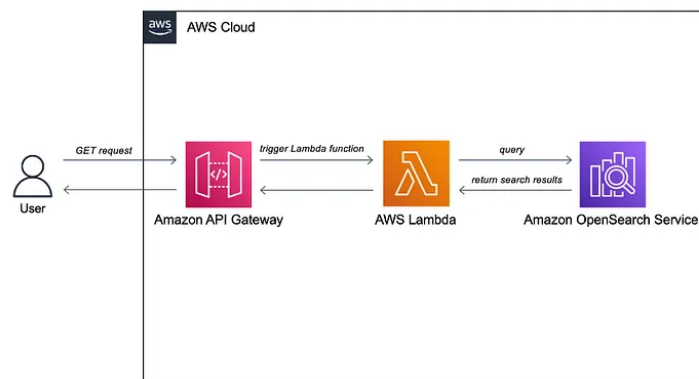 aws
AWS Cloud
GET request
trigger Lambda function
query
return search results
</>
User
Amazon API Gateway
AWS Lambda
Amazon OpenSearch Service